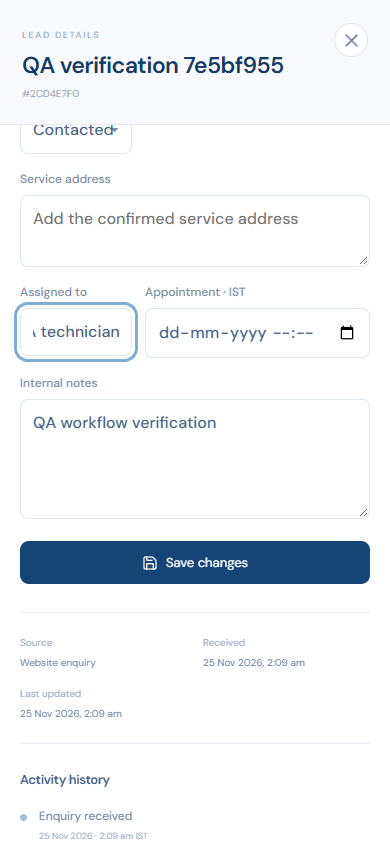 LEAD DETAILS
QA verification 7e5bf955
#2CD4E7F0
Contacted
Service address
Add the confirmed service address
Assigned to
Appointment · IST
technician
dd-mm-yyyy --:--
Internal notes
QA workflow verification
Save changes
Source
Received
Website enquiry
25 Nov 2026, 2:09 am
Last updated
25 Nov 2026, 2:09 am
Activity history
Enquiry received
25 Nov 2026 · 2:09 am IST